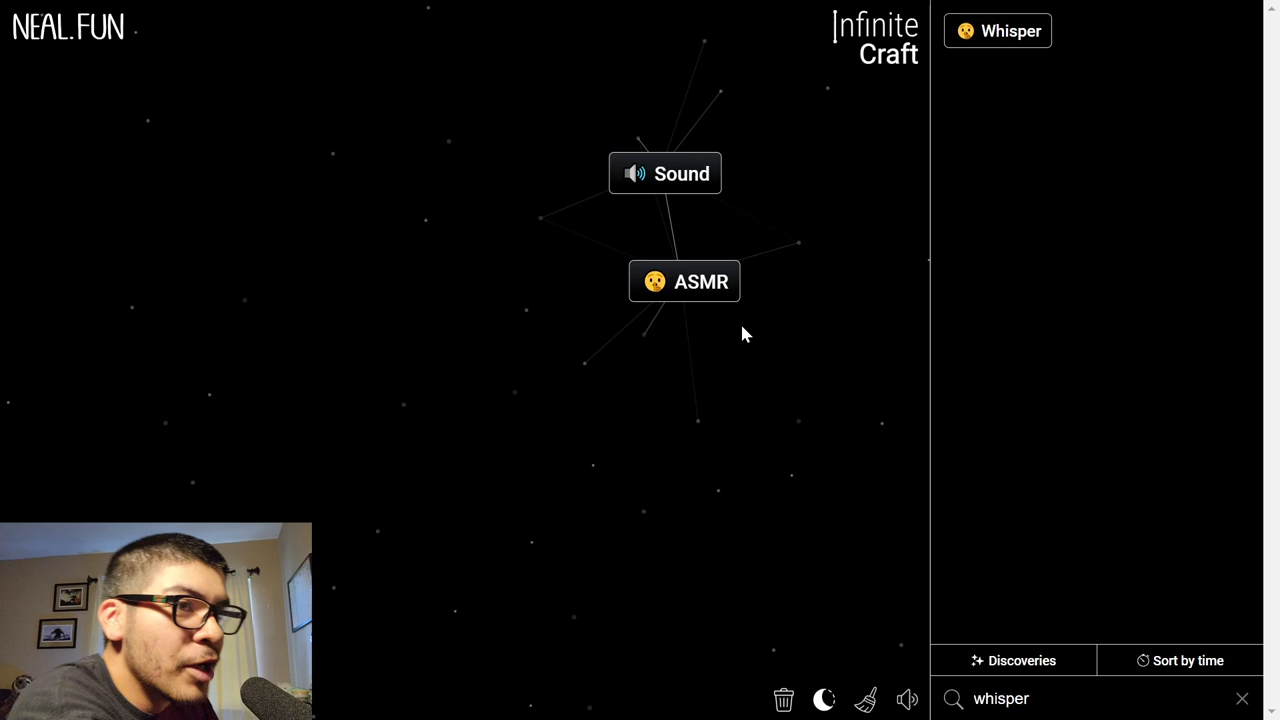 NEAL.FUN
Infinite
Craft
Whisper
Sound
ASMR
Discoveries
Sort by time
whisper